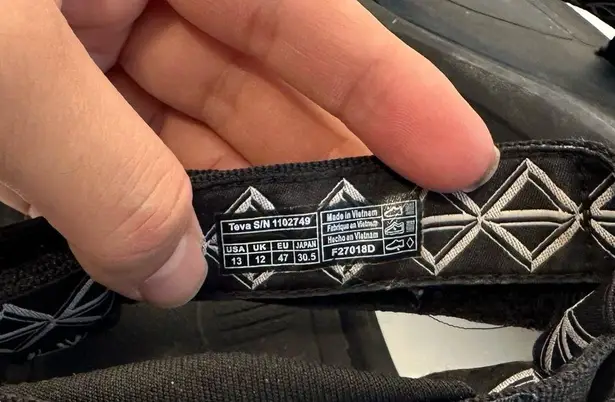 Teva S/N 1102749
USA UK EU JAPAN
13 12 47 30.5
Made in Vietnam
Fabriqué en Vietnam
Hecho en Vietnam
F27018D